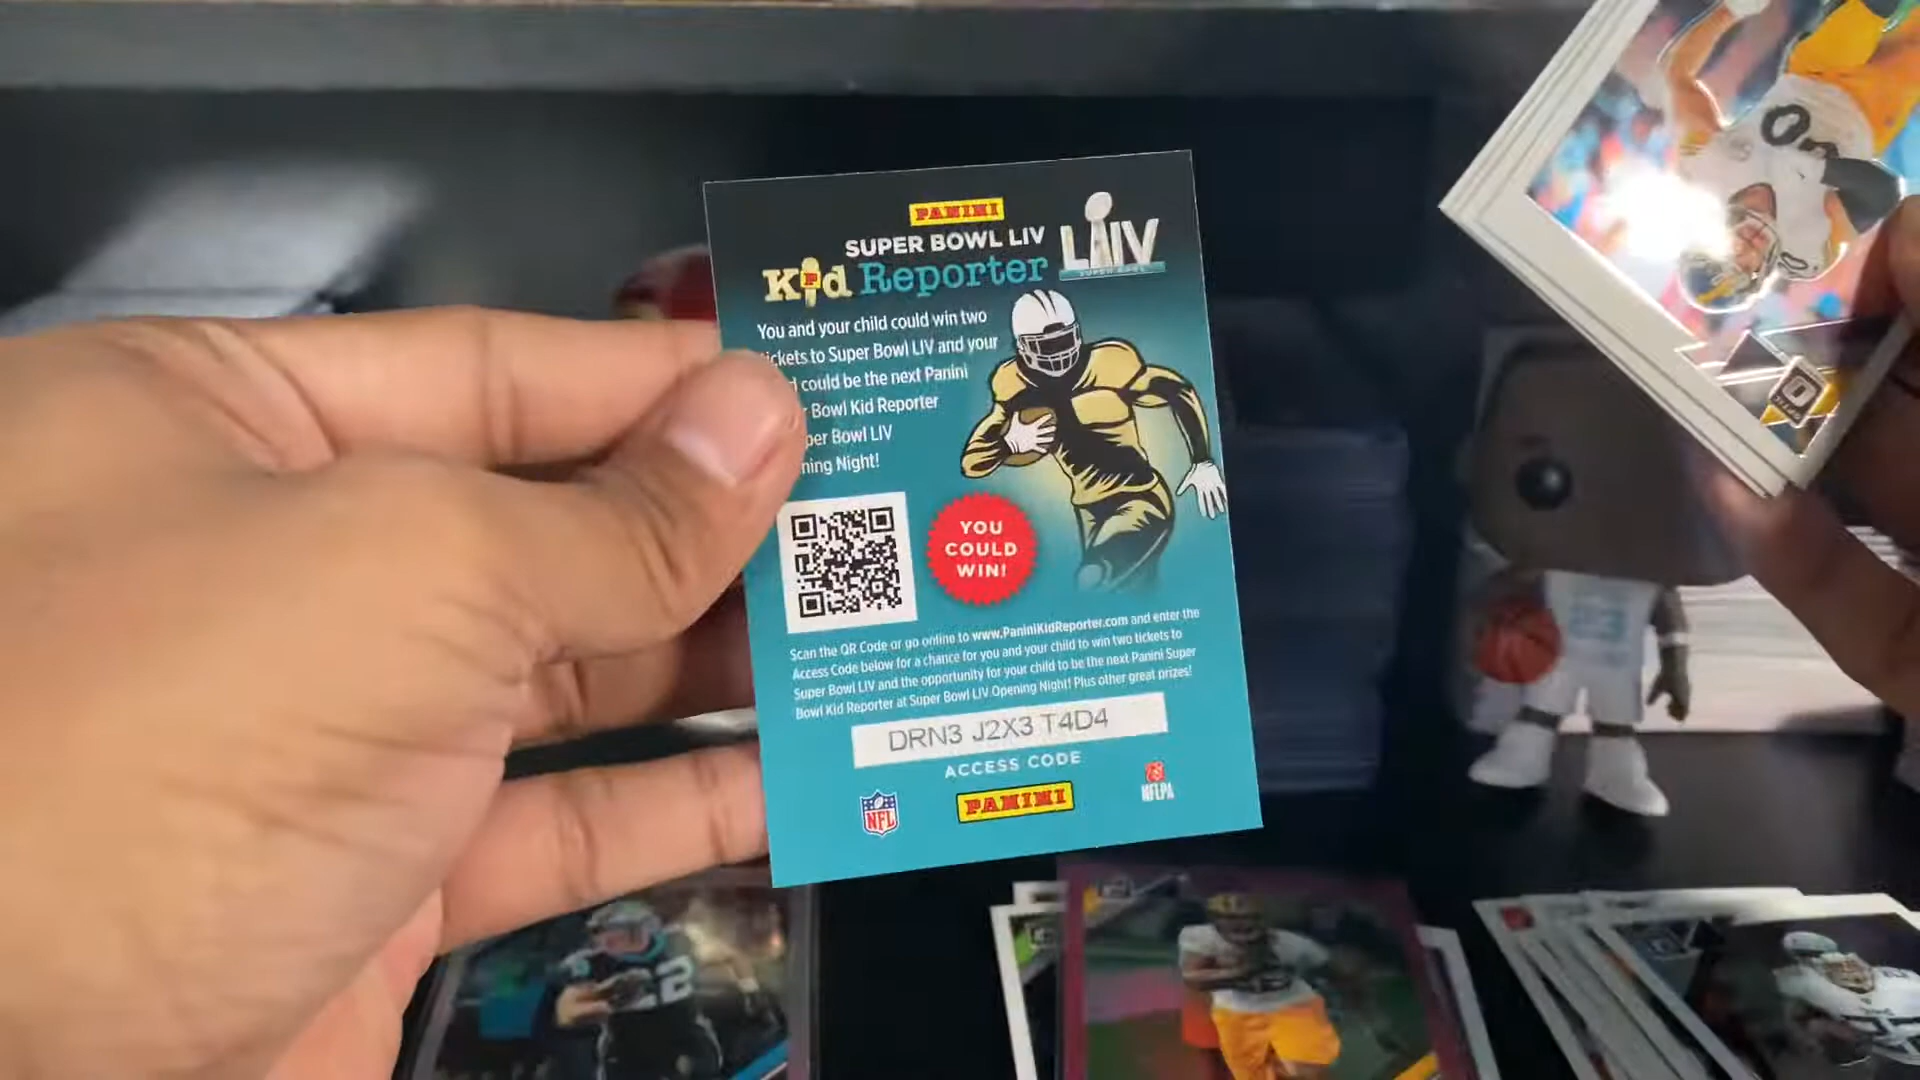 PANINI
SUPER BOWL LIV
Kid Reporter
LIV
SUPER BOWL
You and your child could win two
tickets to Super Bowl LIV and your
could be the next Panini
Bowl Kid Reporter
Bowl LIV
Night!
YOU
COULD
WIN!
Scan the QR Code or go online to www.PaniniKidReporter.com and enter the
Access Code below for a chance for you and your child to win two tickets to
Super Bowl LIV and the opportunity for your child to be the next Panini Super
Bowl Kid Reporter at Super Bowl LIV Opening Night! Plus other great prizes!
DRN3 J2X3 T4D4
ACCESS CODE
NFL
PANINI
NFLPA
OPTIC
23